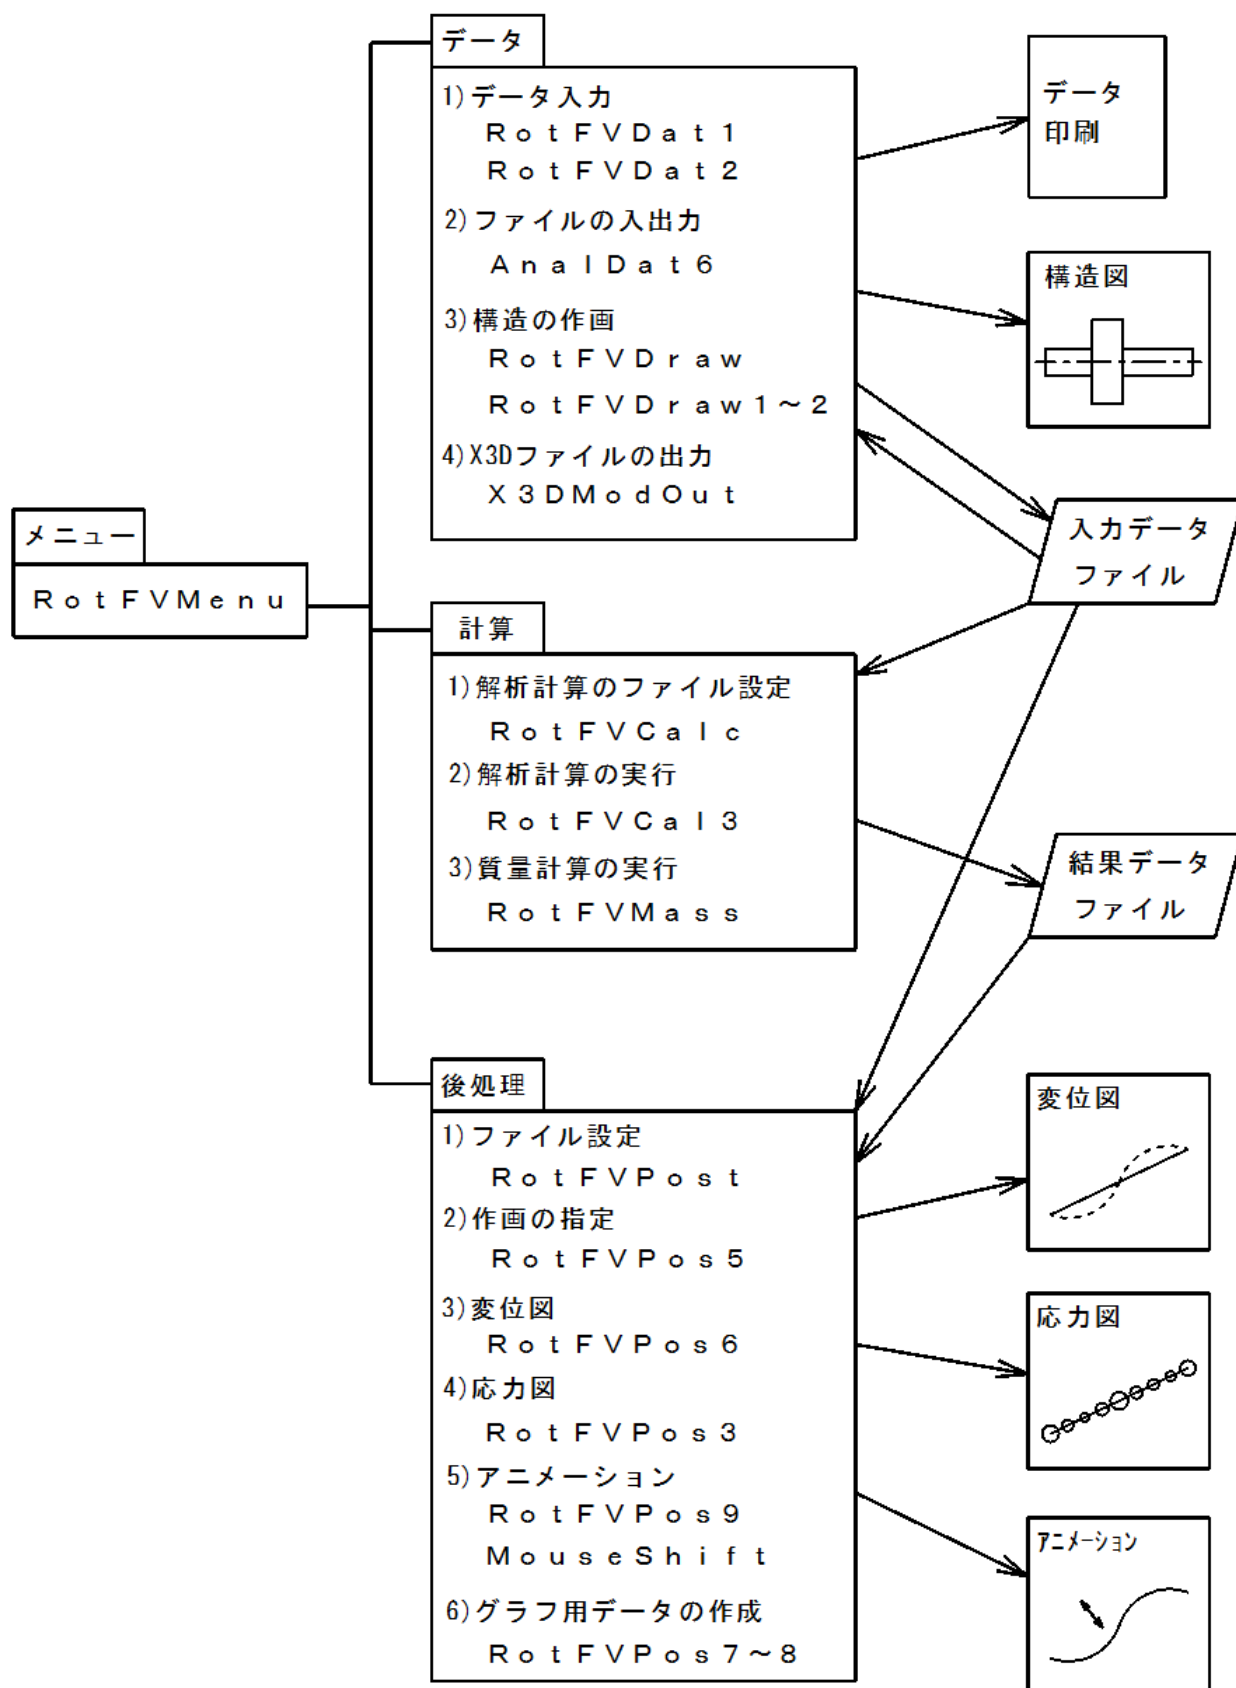 メニュー
RotFVMenu
データ
1)データ入力
RotFVDat1
RotFVDat2
2)ファイルの入出力
AnalDat6
3)構造の作画
RotFVDraw
RotFVDraw1～2
4)X3Dファイルの出力
X3DModOut
計算
1)解析計算のファイル設定
RotFVCalc
2)解析計算の実行
RotFVCal3
3)質量計算の実行
RotFVMass
後処理
1)ファイル設定
RotFVPost
2)作画の指定
RotFVPos5
3)変位図
RotFVPos6
4)応力図
RotFVPos3
5)アニメーション
RotFVPos9
MouseShift
6)グラフ用データの作成
RotFVPos7～8
データ
印刷
構造図
入力データ
ファイル
結果データ
ファイル
変位図
応力図
ｱﾆﾒｰｼｮﾝ